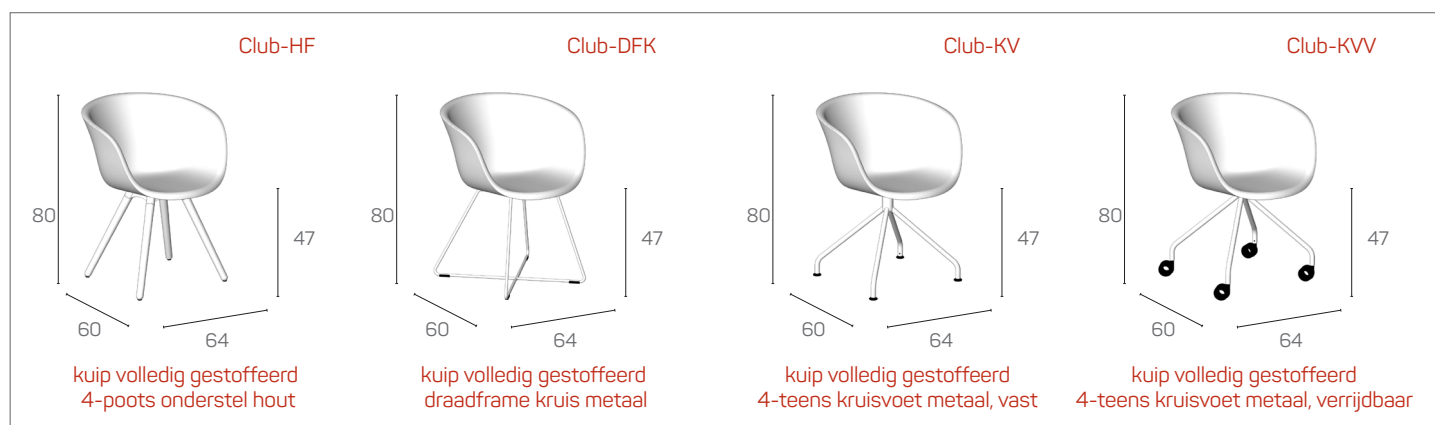 Club-HF
80
47
60
64
kuip volledig gestoffeerd
4-poots onderstel hout
Club-DFK
80
47
60
64
kuip volledig gestoffeerd
draadframe kruis metaal
Club-KV
80
47
60
64
kuip volledig gestoffeerd
4-teens kruisvoet metaal, vast
Club-KVV
80
47
60
64
kuip volledig gestoffeerd
4-teens kruisvoet metaal, verrijdbaar